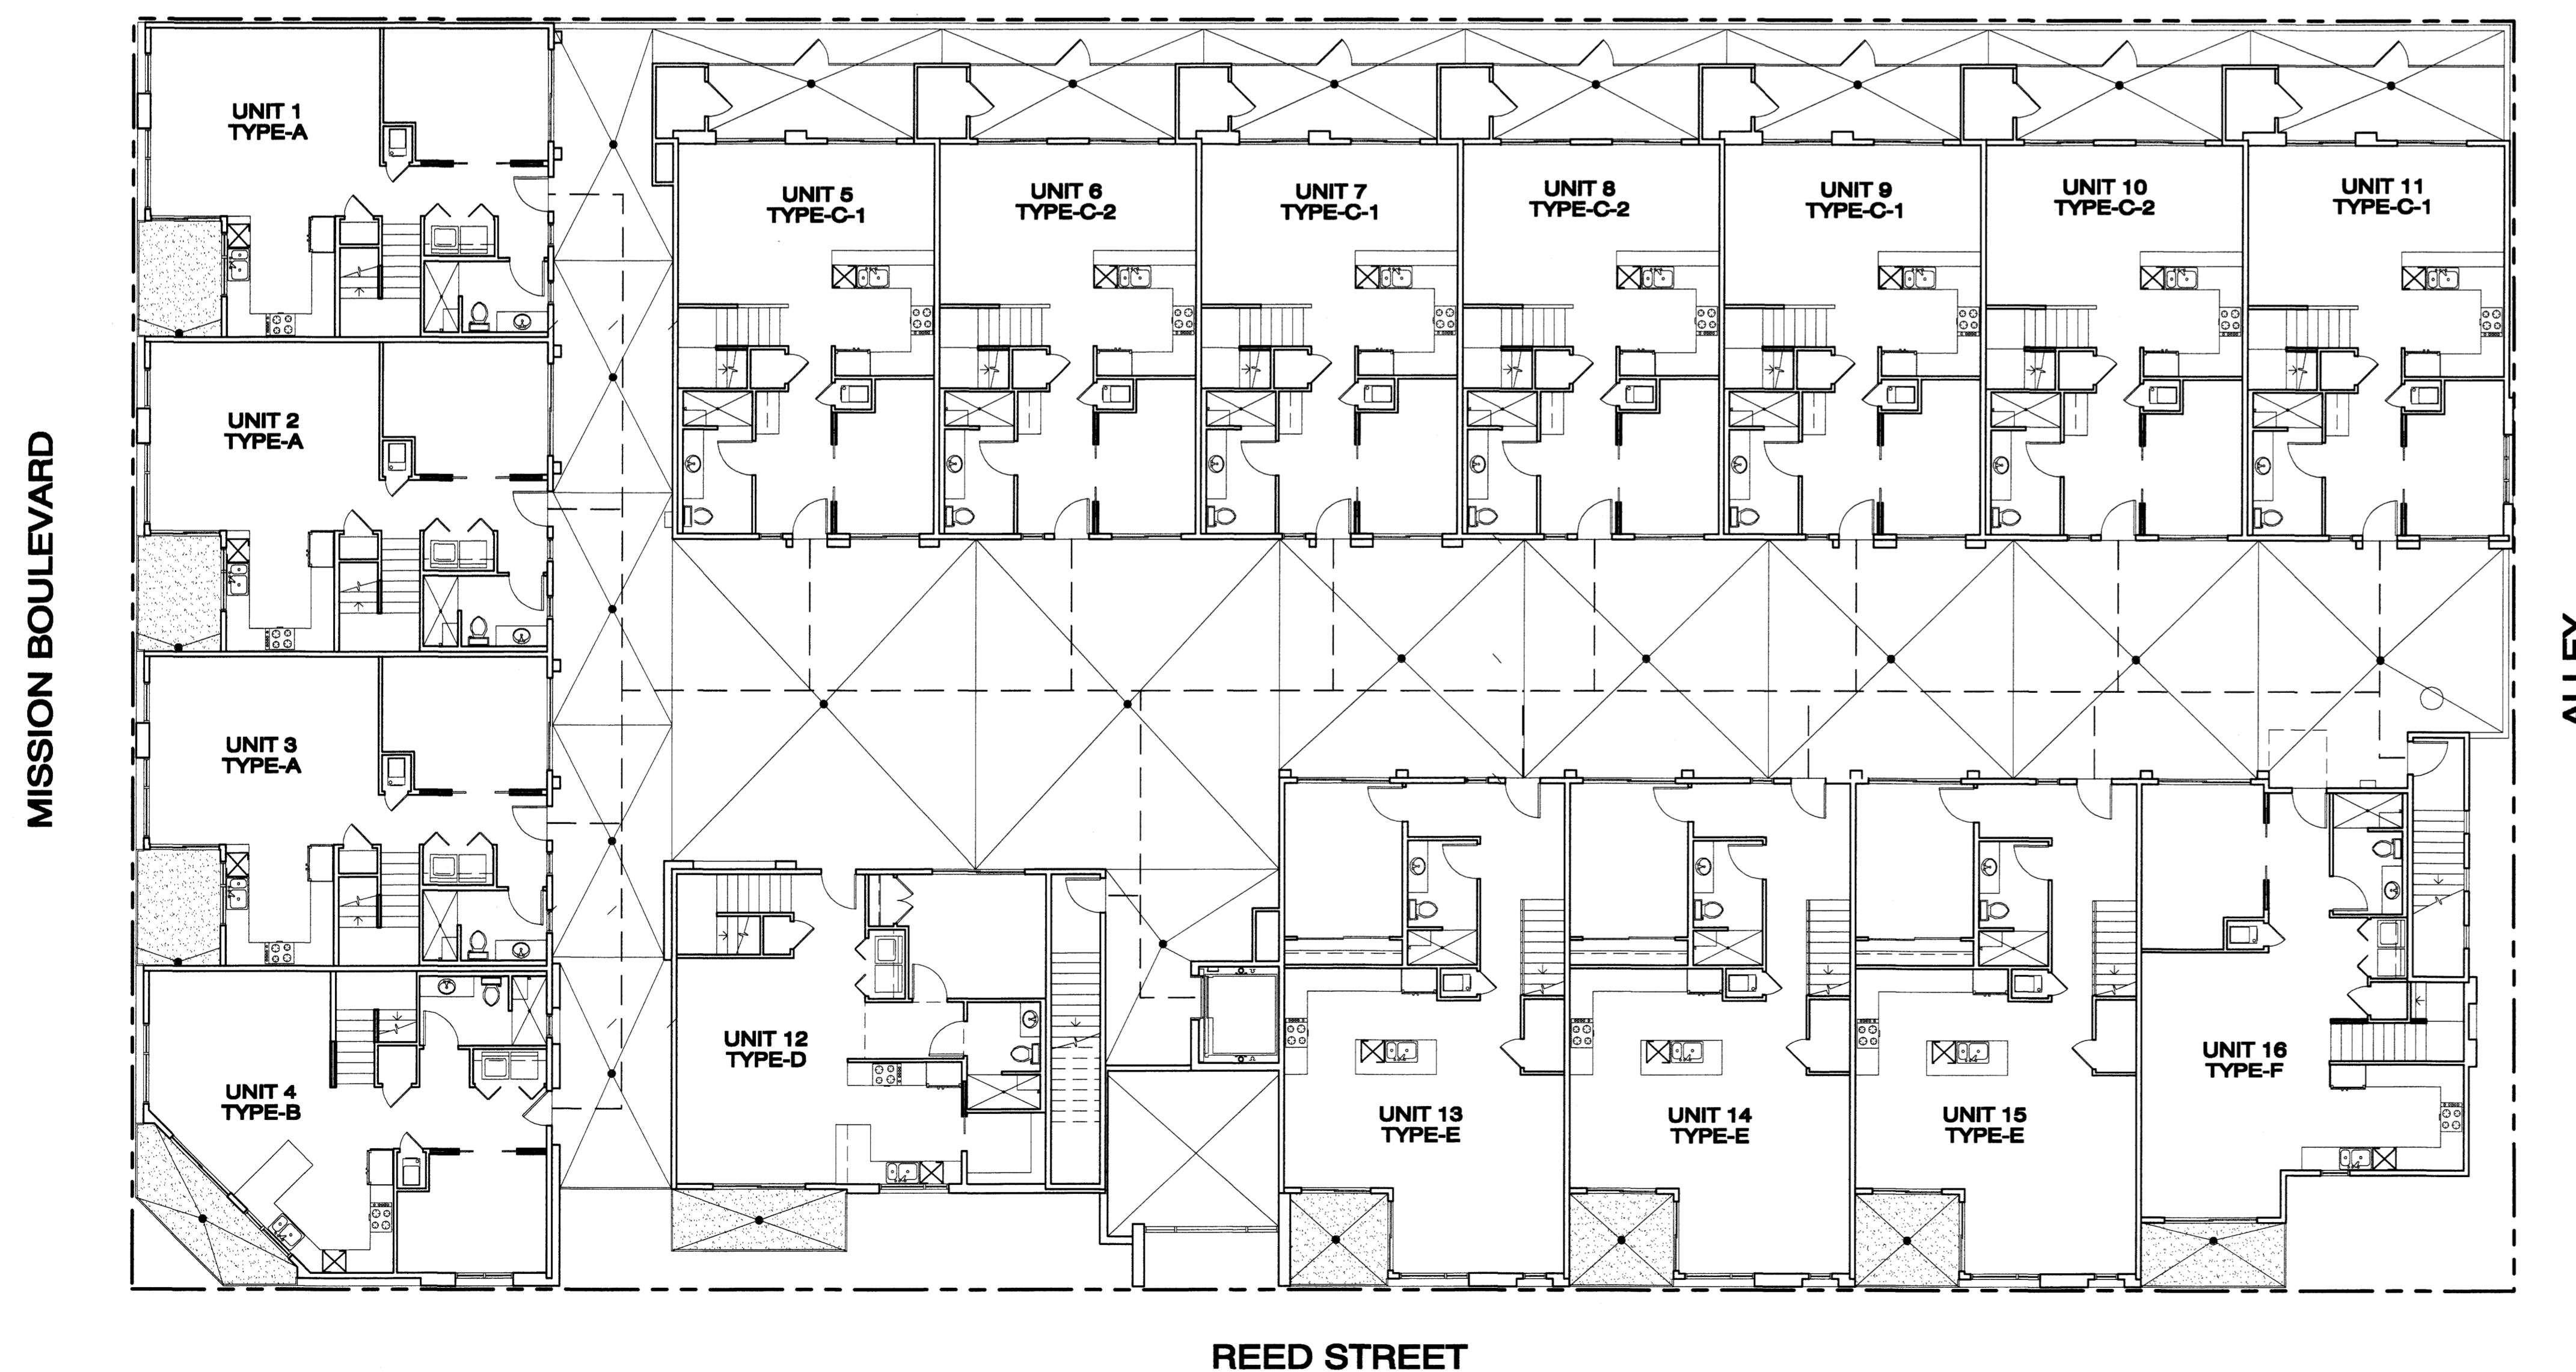 UNIT 1
TYPE-A
UNIT 2
TYPE-A
UNIT 3
TYPE-A
UNIT 4
TYPE-B
UNIT 5
TYPE-C-1
UNIT 6
TYPE-C-2
UNIT 7
TYPE-C-1
UNIT 8
TYPE-C-2
UNIT 9
TYPE-C-1
UNIT 10
TYPE-C-2
UNIT 11
TYPE-C-1
UNIT 12
TYPE-D
UNIT 13
TYPE-E
UNIT 14
TYPE-E
UNIT 15
TYPE-E
UNIT 16
TYPE-F
MISSION BOULEVARD
ALLEY
REED STREET